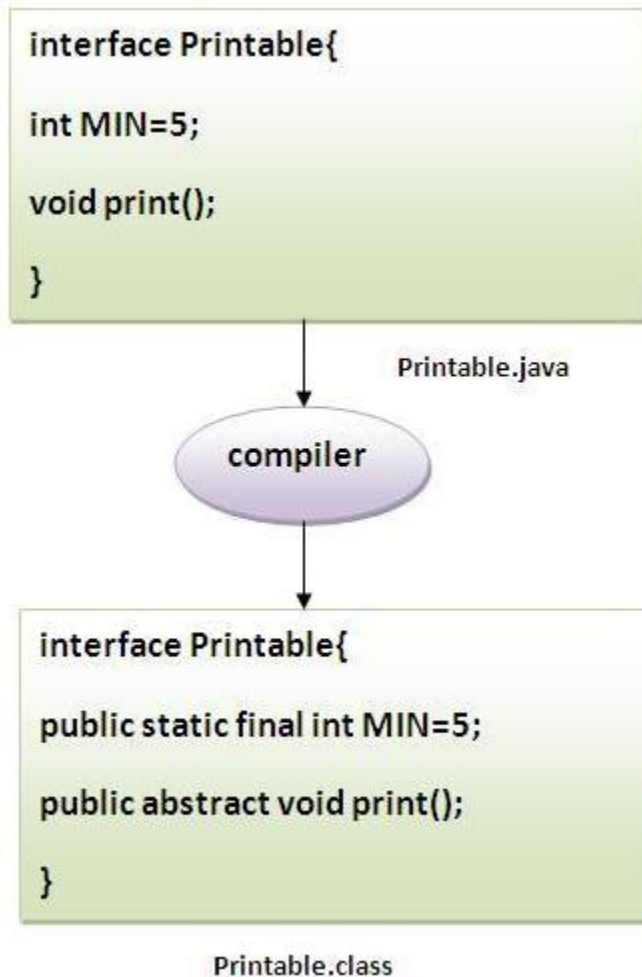 interface Printable{
int MIN=5;
void print();
}
Printable.java
compiler
interface Printable{
public static final int MIN=5;
public abstract void print();
}
Printable.class